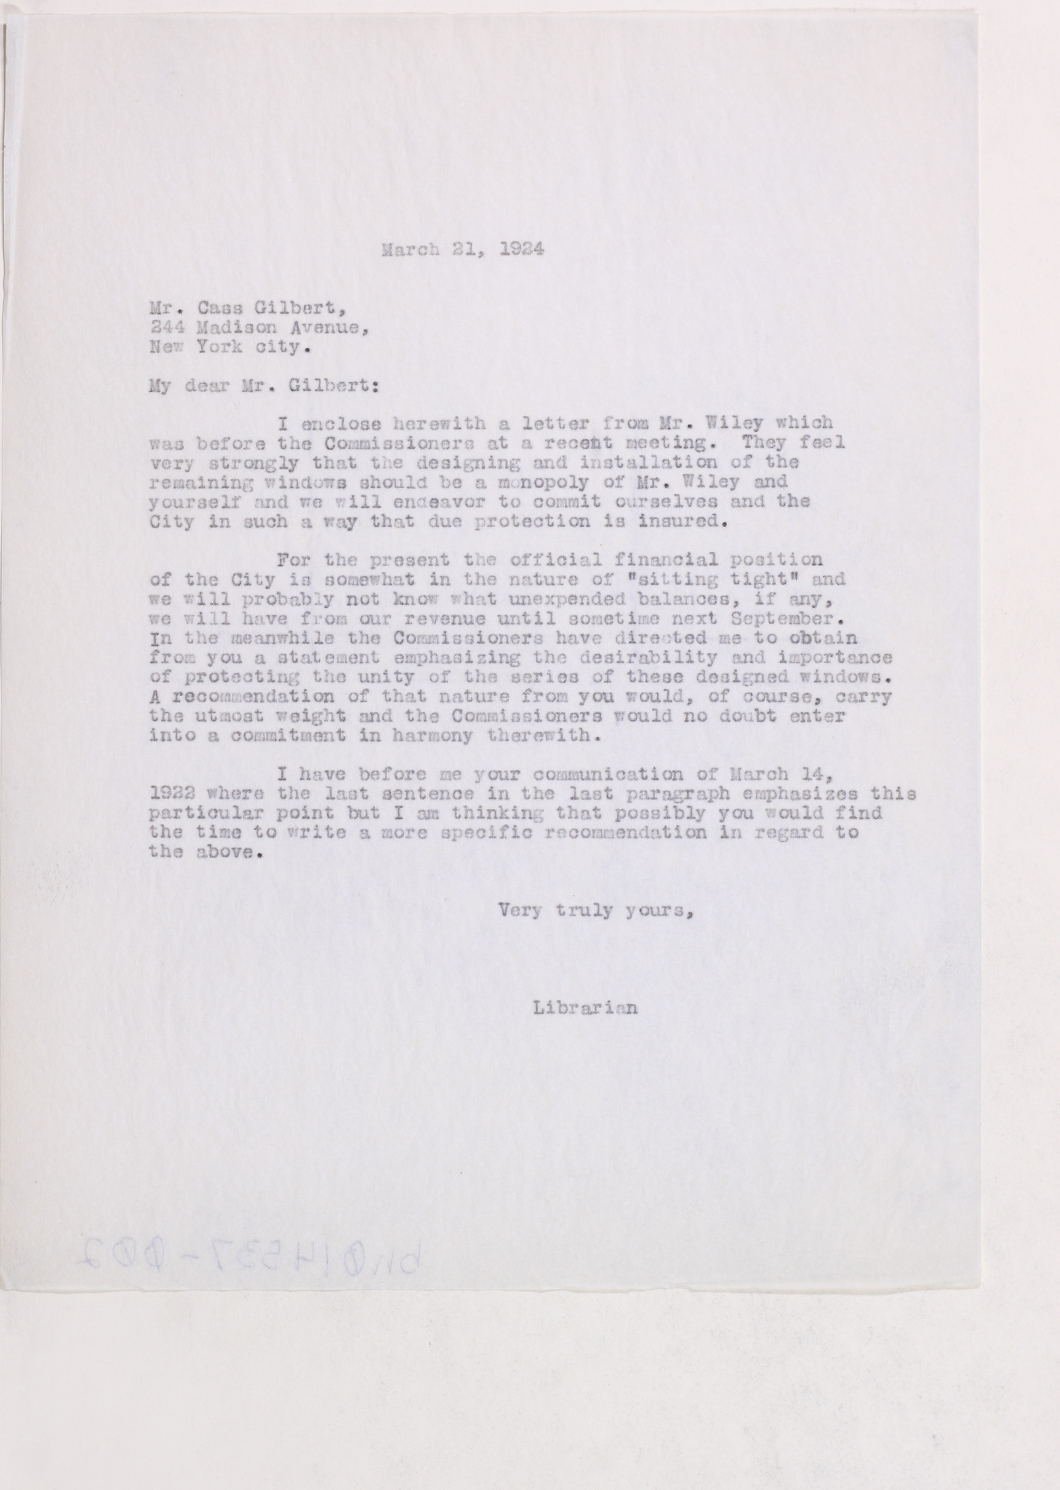 March 21, 1924
Mr. Cass Gilbert,
244 Madison Avenue,
New York city.
My dear Mr. Gilbert:
I enclose herewith a letter from Mr. Wiley which
was before the Commissioners at a recent meeting. They feel
very strongly that the designing and installation of the
remaining windows should be a monopoly of Mr. Wiley and
yourself and we will endeavor to commit ourselves and the
City in such a way that due protection is insured.
For the present the official financial position
of the City is somewhat in the nature of "sitting tight" and
we will probably not know what unexpended balances, if any,
we will have from our revenue until sometime next September.
In the meanwhile the Commissioners have directed me to obtain
from you a statement emphasizing the desirability and importance
of protecting the unity of the series of these designed windows.
A recommendation of that nature from you would, of course, carry
the utmost weight and the Commissioners would no doubt enter
into a commitment in harmony therewith.
I have before me your communication of March 14,
1922 where the last sentence in the last paragraph emphasizes this
particular point but I am thinking that possibly you would find
the time to write a more specific recommendation in regard to
the above.
Very truly yours,
Librarian